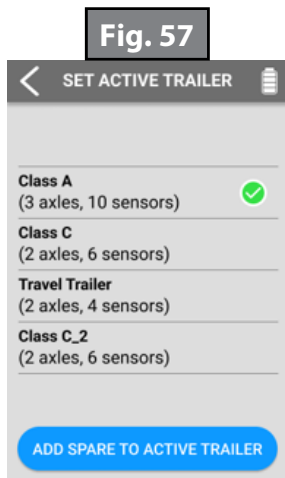 Fig. 57
SET ACTIVE TRAILER
Class A
(3 axles, 10 sensors)
Class C
(2 axles, 6 sensors)
Travel Trailer
(2 axles, 4 sensors)
Class C_2
(2 axles, 6 sensors)
ADD SPARE TO ACTIVE TRAILER